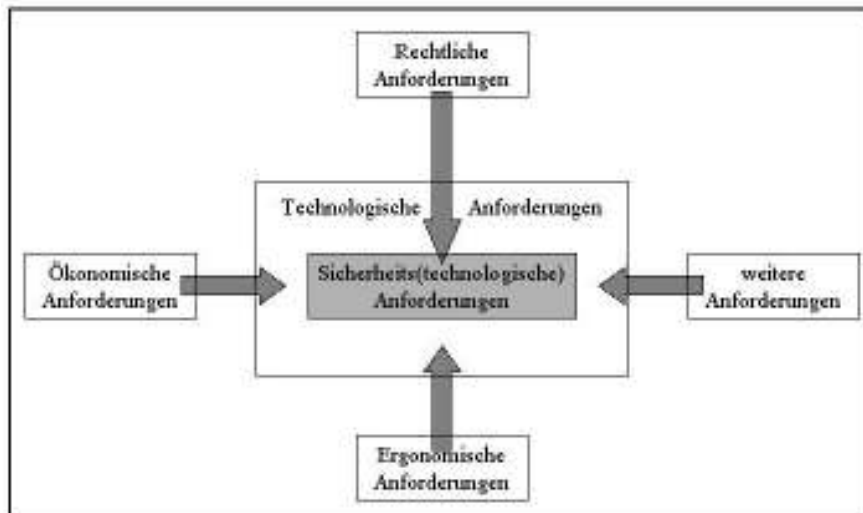 Rechtliche
Anforderungen
Technologische Anforderungen
Ökonomische
Anforderungen
Sicherheits(technologische)
Anforderungen
weitere
Anforderungen
Ergonomische
Anforderungen